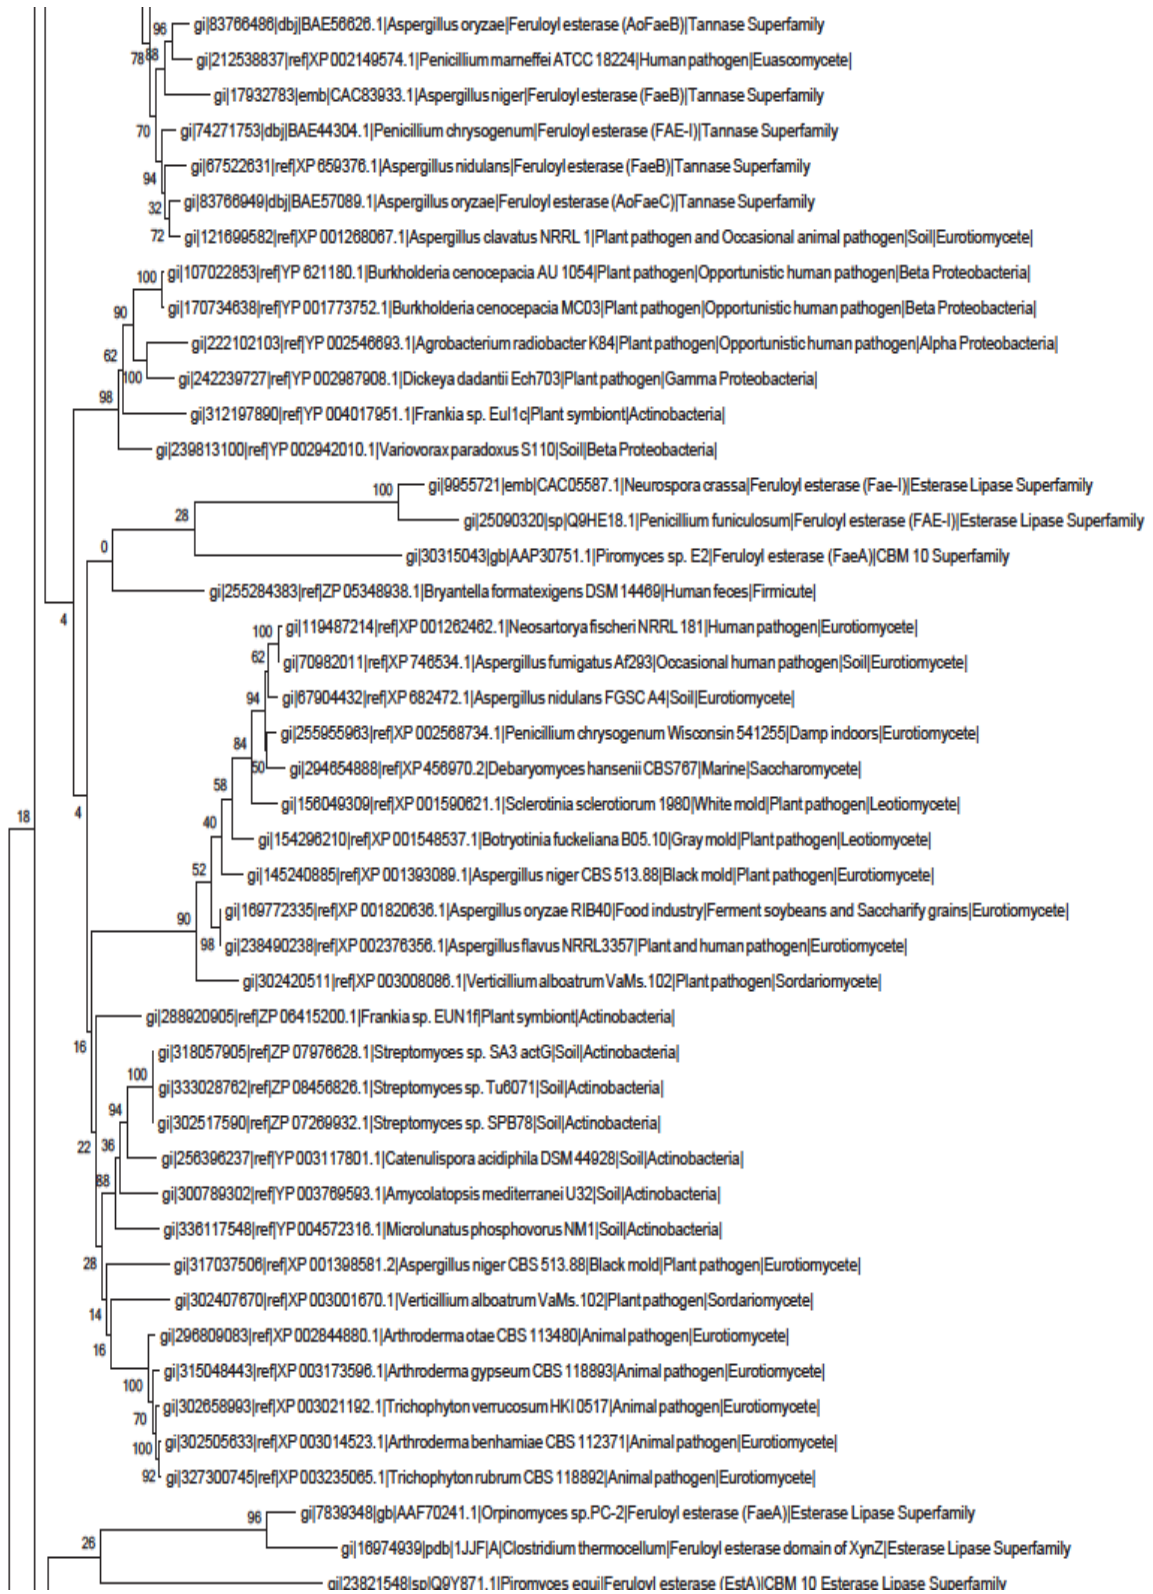 gi|83766486|dbj|BAE56626.1|Aspergillus oryzae|Feruloyl esterase (AoFaeB)|Tannase Superfamily
96
gi|212538837|ref|XP 002149574.1|Penicillium marneffei ATCC 18224|Human pathogen|Euascomycete|
78
88
gi|17932783|emb|CAC83933.1|Aspergillus niger|Feruloyl esterase (FaeB)|Tannase Superfamily
gi|74271753|dbj|BAE44304.1|Penicillium chrysogenum|Feruloyl esterase (FAE-I)|Tannase Superfamily
70
gi|67522631|ref|XP 659376.1|Aspergillus nidulans|Feruloyl esterase (FaeB)|Tannase Superfamily
94
gi|83766949|dbj|BAE57089.1|Aspergillus oryzae|Feruloyl esterase (AoFaeC)|Tannase Superfamily
32
gi|121699582|ref|XP 001268067.1|Aspergillus clavatus NRRL 1|Plant pathogen and Occasional animal pathogen|Soil|Eurotiomycete|
72
gi|107022853|ref|YP 621180.1|Burkholderia cenocepacia AU 1054|Plant pathogen|Opportunistic human pathogen|Beta Proteobacteria|
100
gi|170734638|ref|YP 001773752.1|Burkholderia cenocepacia MC03|Plant pathogen|Opportunistic human pathogen|Beta Proteobacteria|
90
gi|222102103|ref|YP 002546693.1|Agrobacterium radiobacter K84|Plant pathogen|Opportunistic human pathogen|Alpha Proteobacteria|
62
gi|242239727|ref|YP 002987908.1|Dickeya dadantii Ech703|Plant pathogen|Gamma Proteobacteria|
100
98
gi|312197890|ref|YP 004017951.1|Frankia sp. EuI1c|Plant symbiont|Actinobacteria|
gi|239813100|ref|YP 002942010.1|Variovorax paradoxus S110|Soil|Beta Proteobacteria|
gi|9955721|emb|CAC05587.1|Neurospora crassa|Feruloyl esterase (Fae-I)|Esterase Lipase Superfamily
100
gi|25090320|sp|Q9HE18.1|Penicillium funiculosum|Feruloyl esterase (FAE-I)|Esterase Lipase Superfamily
28
gi|30315043|gb|AAP30751.1|Piromyces sp. E2|Feruloyl esterase (FaeA)|CBM 10 Superfamily
0
gi|255284383|ref|ZP 05348938.1|Bryantella formatexigens DSM 14469|Human feces|Firmicute|
4
gi|119487214|ref|XP 001262462.1|Neosartorya fischeri NRRL 181|Human pathogen|Eurotiomycete|
100
gi|70982011|ref|XP 746534.1|Aspergillus fumigatus Af293|Occasional human pathogen|Soil|Eurotiomycete|
62
gi|67904432|ref|XP 682472.1|Aspergillus nidulans FGSC A4|Soil|Eurotiomycete|
94
gi|255955963|ref|XP 002568734.1|Penicillium chrysogenum Wisconsin 541255|Damp indoors|Eurotiomycete|
84
gi|294654888|ref|XP 456970.2|Debaryomyces hansenii CBS767|Marine|Saccharomycete|
50
58
gi|156049309|ref|XP 001590621.1|Sclerotinia sclerotiorum 1980|White mold|Plant pathogen|Leotiomycete|
18
4
40
gi|154296210|ref|XP 001548537.1|Botryotinia fuckeliana B05.10|Gray mold|Plant pathogen|Leotiomycete|
52
gi|145240885|ref|XP 001393089.1|Aspergillus niger CBS 513.88|Black mold|Plant pathogen|Eurotiomycete|
90
gi|169772335|ref|XP 001820636.1|Aspergillus oryzae RIB40|Food industry|Ferment soybeans and Saccharify grains|Eurotiomycete|
98
gi|238490238|ref|XP 002376356.1|Aspergillus flavus NRRL3357|Plant and human pathogen|Eurotiomycete|
gi|302420511|ref|XP 003008086.1|Verticillium alboatrum VaMs.102|Plant pathogen|Sordariomycete|
gi|288920905|ref|ZP 06415200.1|Frankia sp. EUN1f|Plant symbiont|Actinobacteria|
16
gi|318057905|ref|ZP 07976628.1|Streptomyces sp. SA3 actG|Soil|Actinobacteria|
100
gi|333028762|ref|ZP 08456826.1|Streptomyces sp. Tu6071|Soil|Actinobacteria|
94
gi|302517590|ref|ZP 07269932.1|Streptomyces sp. SPB78|Soil|Actinobacteria|
22
36
gi|256396237|ref|YP 003117801.1|Catenulispora acidiphila DSM 44928|Soil|Actinobacteria|
88
gi|300789302|ref|YP 003769593.1|Amycolatopsis mediterranei U32|Soil|Actinobacteria|
gi|336117548|ref|YP 004572316.1|Microlunatus phosphovorus NM1|Soil|Actinobacteria|
28
gi|317037506|ref|XP 001398581.2|Aspergillus niger CBS 513.88|Black mold|Plant pathogen|Eurotiomycete|
gi|302407670|ref|XP 003001670.1|Verticillium alboatrum VaMs.102|Plant pathogen|Sordariomycete|
14
gi|296809083|ref|XP 002844880.1|Arthroderma otae CBS 113480|Animal pathogen|Eurotiomycete|
16
gi|315048443|ref|XP 003173596.1|Arthroderma gypseum CBS 118893|Animal pathogen|Eurotiomycete|
100
gi|302658993|ref|XP 003021192.1|Trichophyton verrucosum HKI 0517|Animal pathogen|Eurotiomycete|
70
gi|302505633|ref|XP 003014523.1|Arthroderma benhamiae CBS 112371|Animal pathogen|Eurotiomycete|
100
gi|327300745|ref|XP 003235065.1|Trichophyton rubrum CBS 118892|Animal pathogen|Eurotiomycete|
92
gi|7839348|gb|AAF70241.1|Orpinomyces sp.PC-2|Feruloyl esterase (FaeA)|Esterase Lipase Superfamily
96
26
gi|16974939|pdb|1JJF|A|Clostridium thermocellum|Feruloyl esterase domain of XynZ|Esterase Lipase Superfamily
gi|23821548|sp|Q9Y871.1|Piromyces equi|Feruloyl esterase (EstA)|CBM 10 Esterase Lipase Superfamily